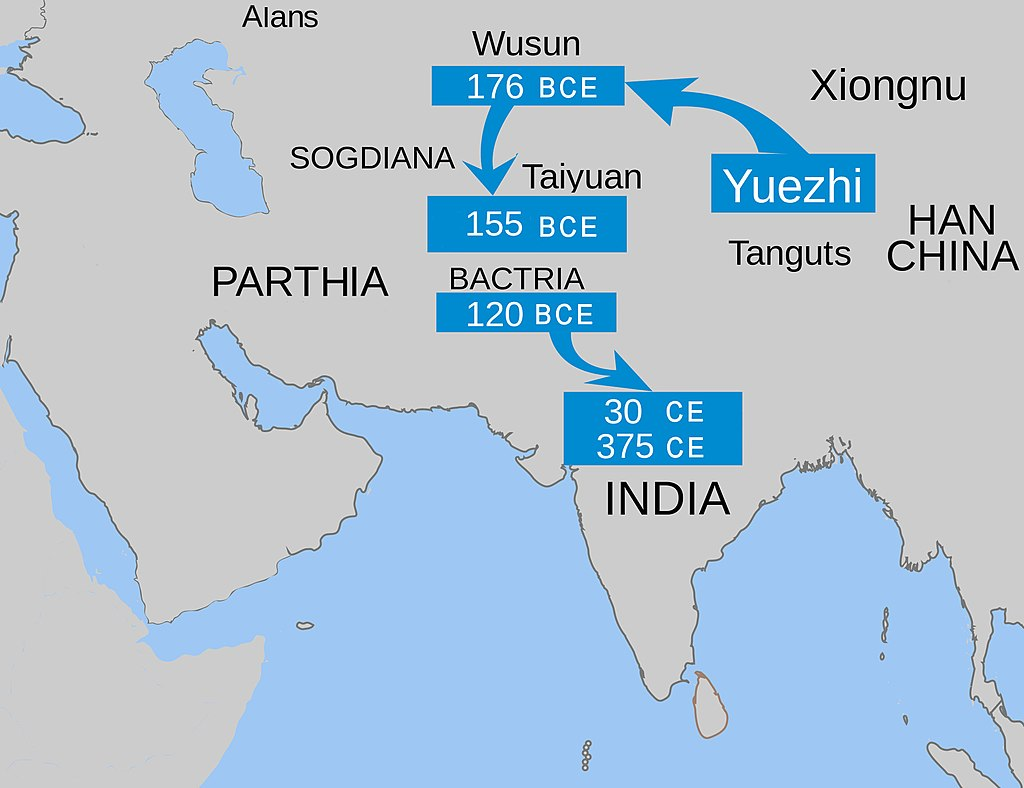 Alans
Wusun
176 BCE
Xiongnu
SOGDIANA
Taiyuan
Yuezhi
155 BCE
HAN
CHINA
Tanguts
PARTHIA
BACTRIA
120 BCE
30 CE
375 CE
INDIA